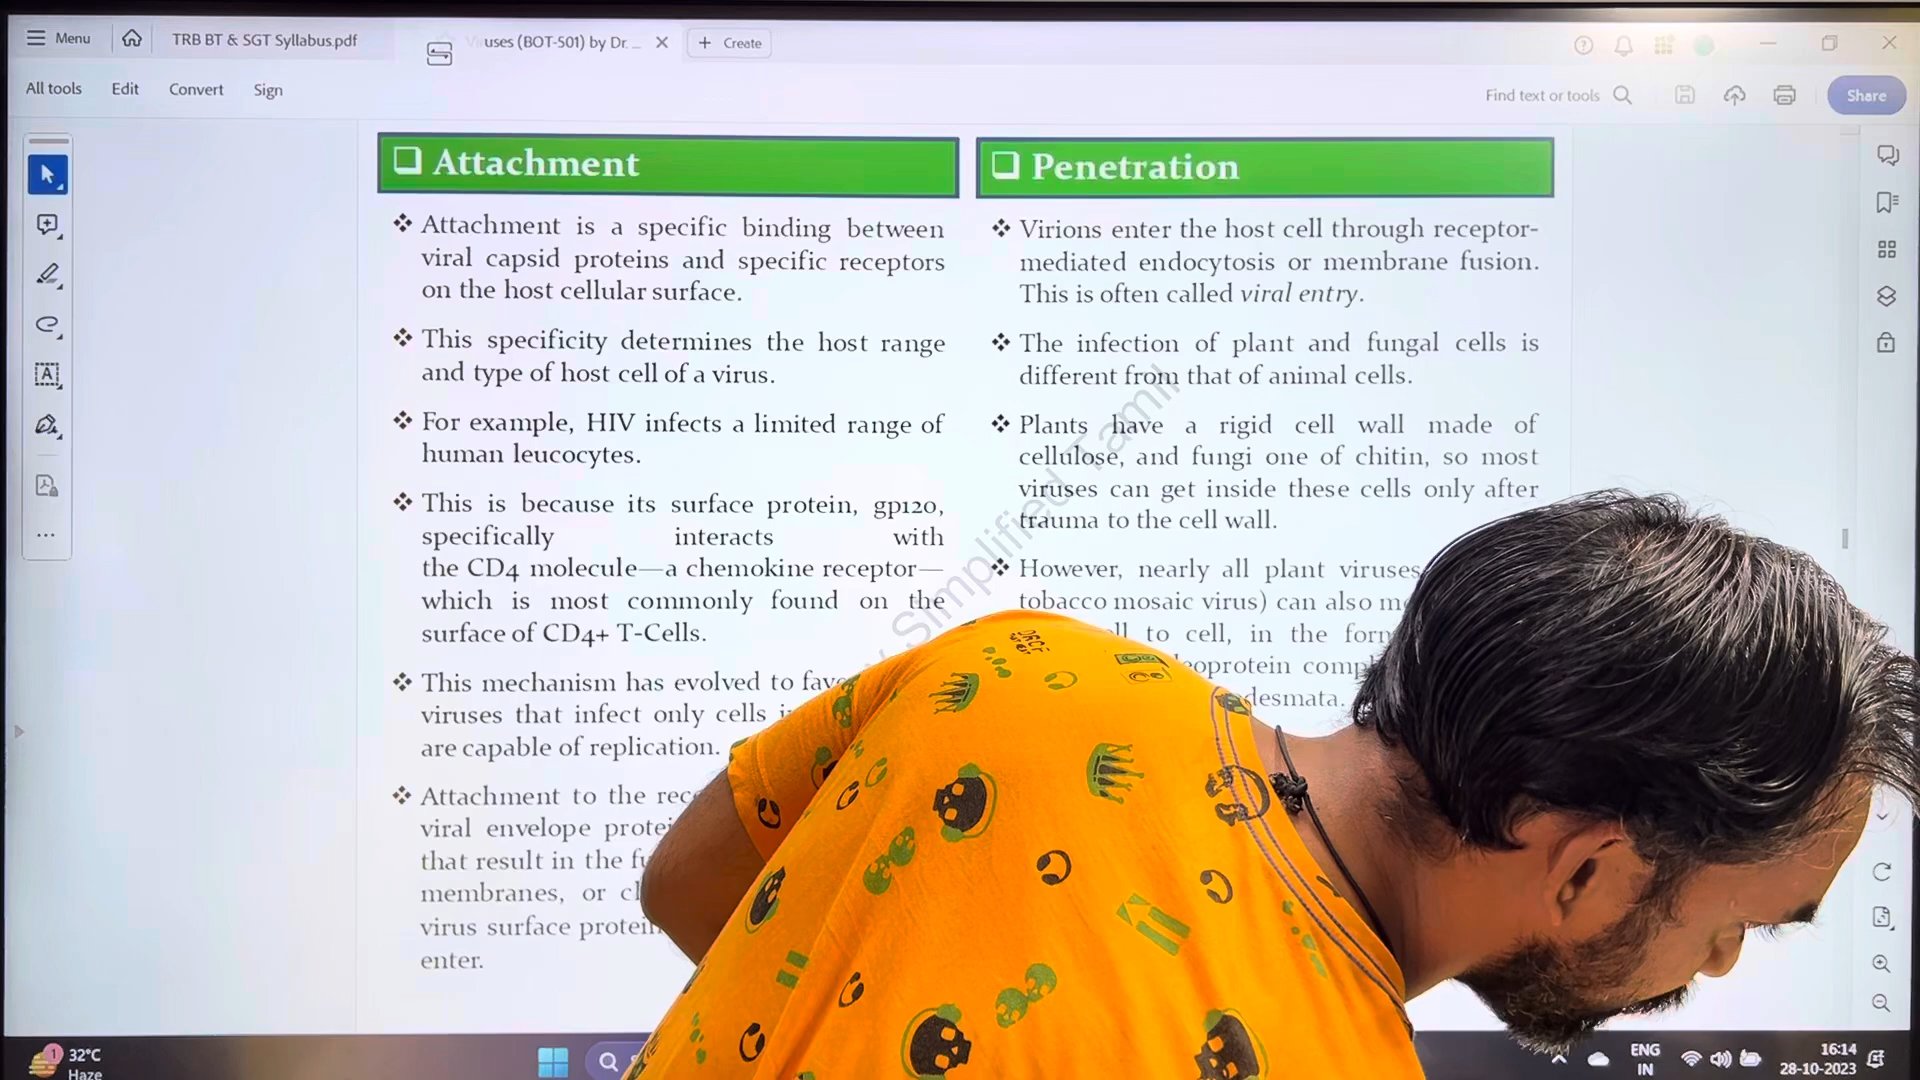 Menu
TRB BT & SGT Syllabus.pdf
uses (BOT-501) by Dr. ...
+ Create
All tools
Edit
Convert
Sign
Find text or tools
Share
❑ Attachment
❖ Attachment is a specific binding between
viral capsid proteins and specific receptors
on the host cellular surface.
❖ This specificity determines the host range
and type of host cell of a virus.
❖ For example, HIV infects a limited range of
human leucocytes.
❖ This is because its surface protein, gp120,
specifically interacts with
the CD4 molecule—a chemokine receptor—
which is most commonly found on the
surface of CD4+ T-Cells.
❖ This mechanism has evolved to
viruses that infect only cells
are capable of replication.
❖ Attachment to the
viral envelope
that result in the
membranes, or
virus surface
enter.
❑ Penetration
❖ Virions enter the host cell through receptor-
mediated endocytosis or membrane fusion.
This is often called viral entry.
❖ The infection of plant and fungal cells is
different from that of animal cells.
❖ Plants have a rigid cell wall made of
cellulose, and fungi one of chitin, so most
viruses can get inside these cells only after
trauma to the cell wall.
❖ However, nearly all plant viruses
tobacco mosaic virus) can also
to cell, in the
Simplified Tamil
32°C
Haze
ENG
IN
16:14
28-10-2023